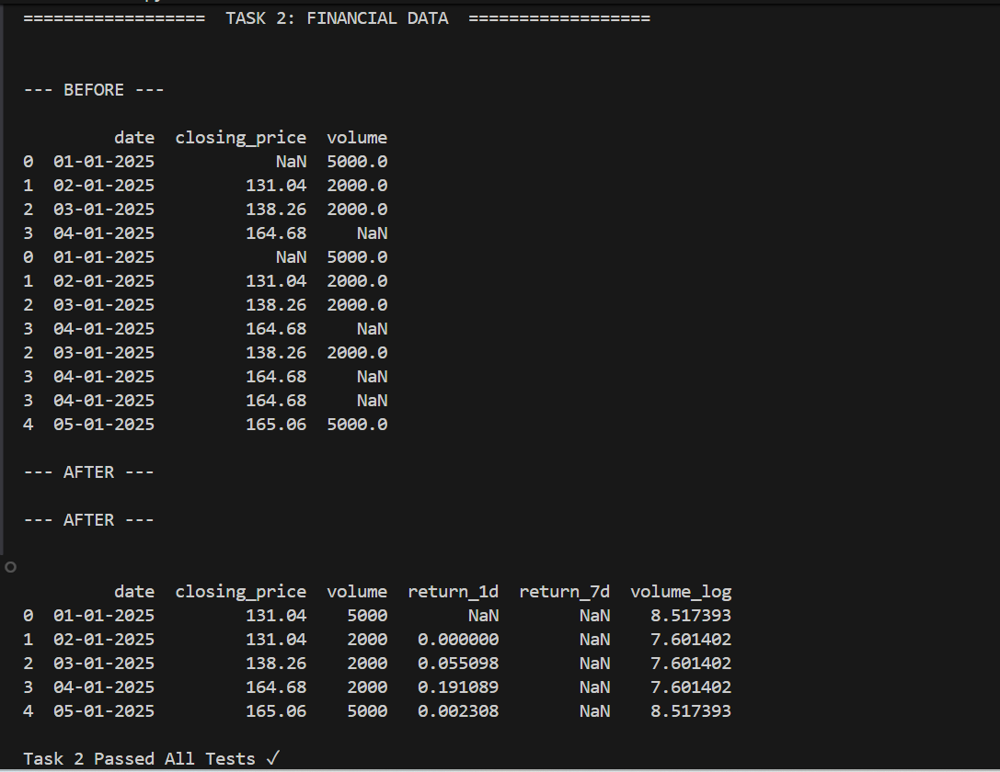 ================== TASK 2: FINANCIAL DATA ==================
--- BEFORE ---
date closing_price volume
0 01-01-2025 NaN 5000.0
1 02-01-2025 131.04 2000.0
2 03-01-2025 138.26 2000.0
3 04-01-2025 164.68 NaN
0 01-01-2025 NaN 5000.0
1 02-01-2025 131.04 2000.0
2 03-01-2025 138.26 2000.0
3 04-01-2025 164.68 NaN
2 03-01-2025 138.26 2000.0
3 04-01-2025 164.68 NaN
3 04-01-2025 164.68 NaN
4 05-01-2025 165.06 5000.0
--- AFTER ---
--- AFTER ---
date closing_price volume return_1d return_7d volume_log
0 01-01-2025 131.04 5000 NaN NaN 8.517393
1 02-01-2025 131.04 2000 0.000000 NaN 7.601402
2 03-01-2025 138.26 2000 0.055098 NaN 7.601402
3 04-01-2025 164.68 2000 0.191089 NaN 7.601402
4 05-01-2025 165.06 5000 0.002308 NaN 8.517393
Task 2 Passed All Tests ✓